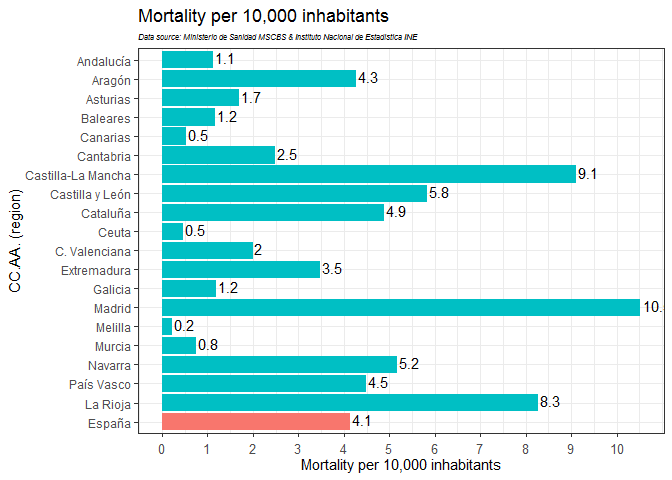 Mortality per 10,000 inhabitants
Data source: Ministerio de Sanidad MSCBS & Instituto Nacional de Estadística INE
CC.AA. (region)
Andalucía 1.1
Aragón 4.3
Asturias 1.7
Baleares 1.2
Canarias 0.5
Cantabria 2.5
Castilla-La Mancha 9.1
Castilla y León 5.8
Cataluña 4.9
Ceuta 0.5
C. Valenciana 2
Extremadura 3.5
Galicia 1.2
Madrid 10.
Melilla 0.2
Murcia 0.8
Navarra 5.2
País Vasco 4.5
La Rioja 8.3
España 4.1
0 1 2 3 4 5 6 7 8 9 10
Mortality per 10,000 inhabitants